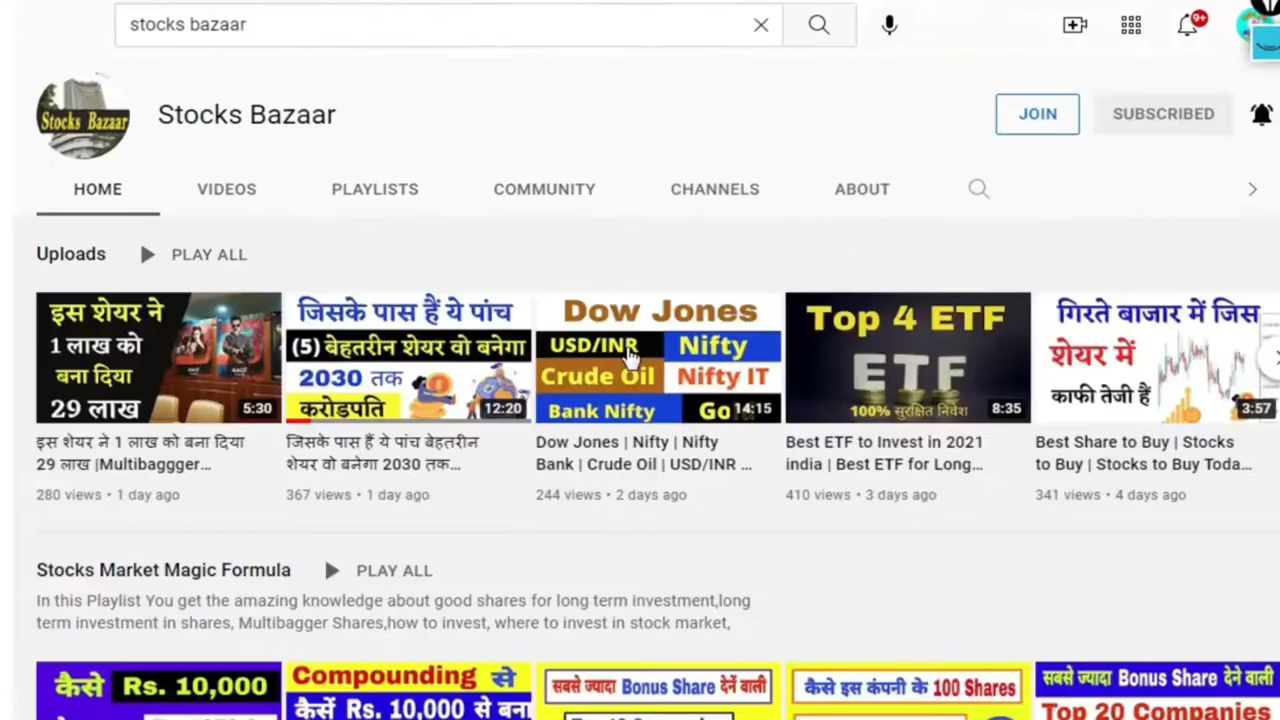 stocks bazaar
9+
Stocks Bazaar
Stocks Bazaar
JOIN
SUBSCRIBED
HOME
VIDEOS
PLAYLISTS
COMMUNITY
CHANNELS
ABOUT
Uploads
PLAY ALL
इस शेयर ने
1 लाख को
बना दिया
29 लाख
5:30
जिसके पास हैं ये पांच
(5) बेहतरीन शेयर वो बनेगा
2030 तक
करोडपति
12:20
Dow Jones
USD/INR
Nifty
Crude Oil
Nifty IT
Bank Nifty
Go
14:15
Top 4 ETF
ETF
100% सुरक्षित निवेश
8:35
गिरते बाजार में जिस
शेयर में
काफी तेजी हैं
3:57
इस शेयर ने 1 लाख को बना दिया
29 लाख |Multibaggger...
280 views • 1 day ago
जिसके पास हैं ये पांच बेहतरीन
शेयर वो बनेगा 2030 तक...
367 views • 1 day ago
Dow Jones | Nifty | Nifty
Bank | Crude Oil | USD/INR ...
244 views • 2 days ago
Best ETF to Invest in 2021
india | Best ETF for Long...
410 views • 3 days ago
Best Share to Buy | Stocks
to Buy | Stocks to Buy Toda...
341 views • 4 days ago
Stocks Market Magic Formula
PLAY ALL
In this Playlist You get the amazing knowledge about good shares for long term investment,long
term investment in shares, Multibagger Shares,how to invest, where to invest in stock market,
कैसे Rs. 10,000
Compounding से
कैसें Rs. 10,000 से बना
सबसे ज्यादा Bonus Share देनें वाली
कैसे इस कंपनी के 100 Shares
सबसे ज्यादा Bonus Share देने वाली
Top 20 Companies